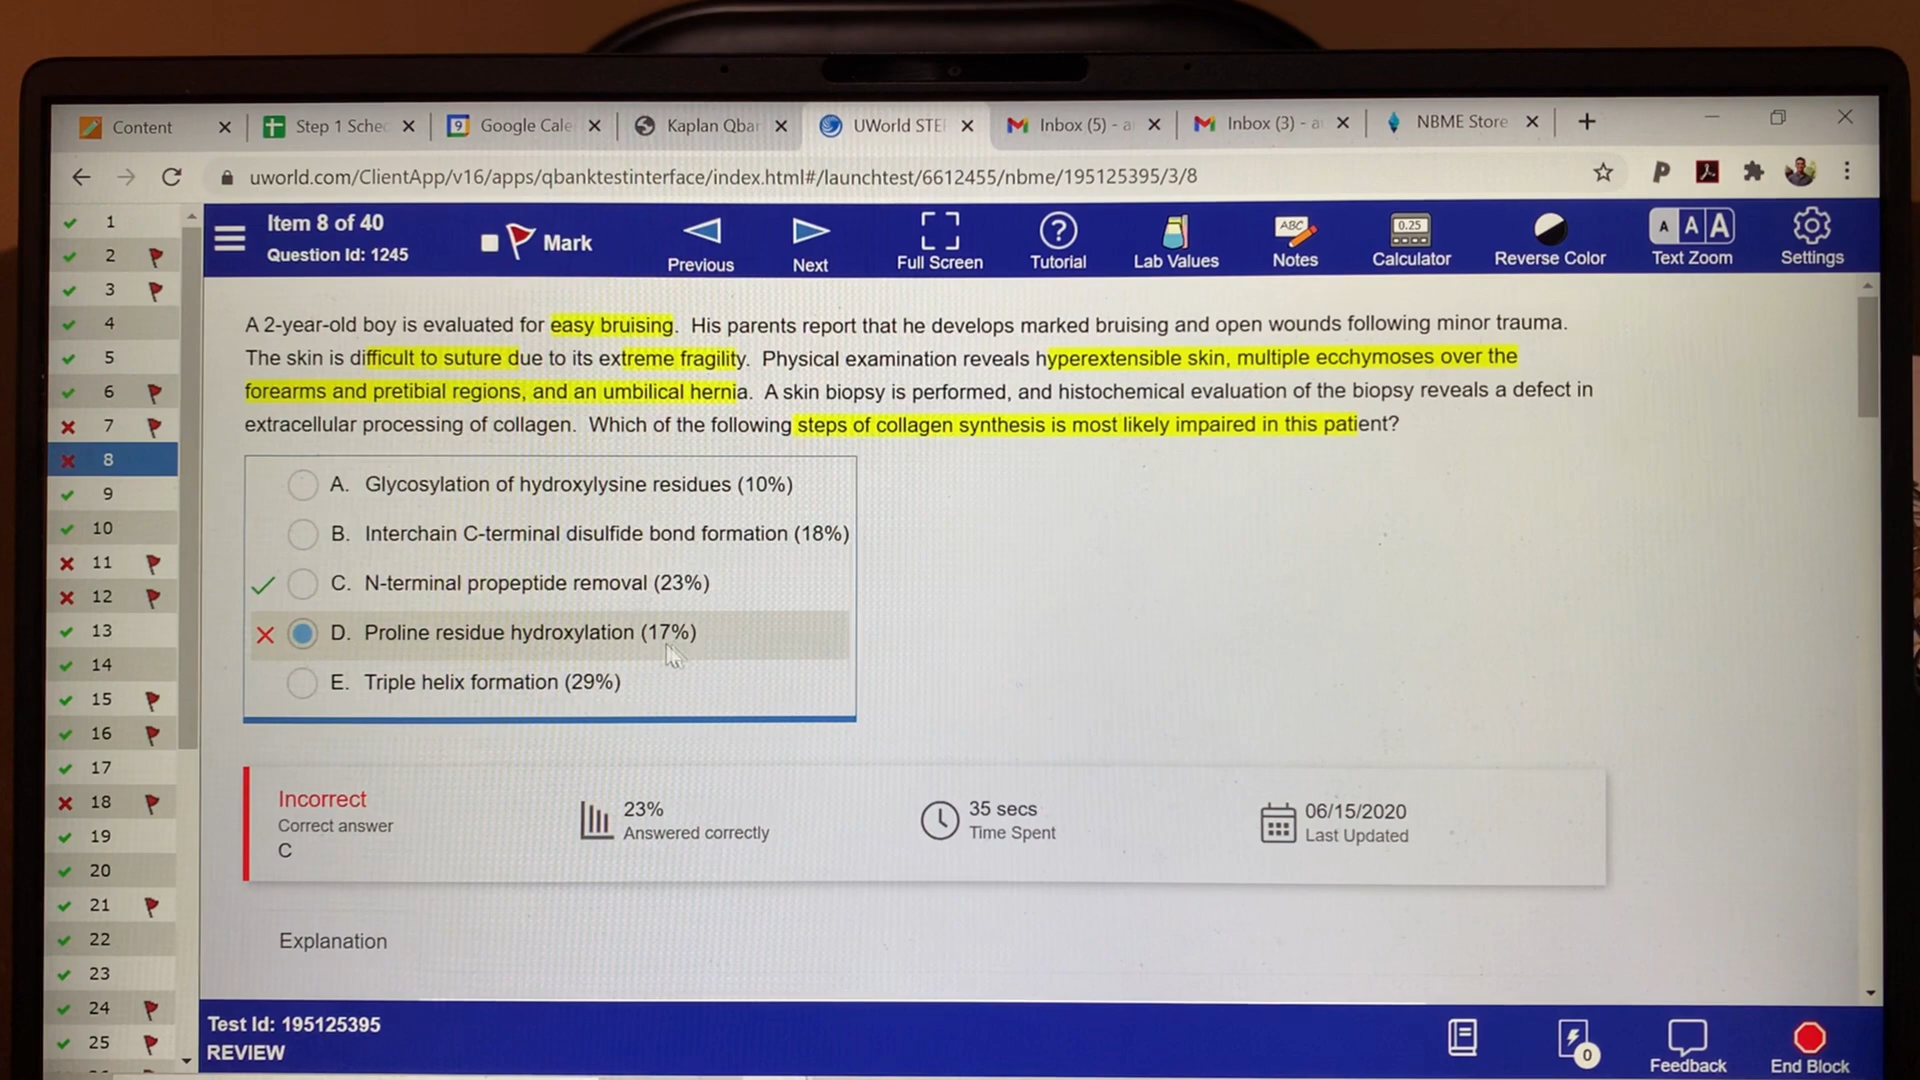 Content
Step 1 Sche
Google Cale
Kaplan Qbar
UWorld STE
Inbox (5) - a
Inbox (3) - a
NBME Store
uworld.com/ClientApp/v16/apps/qbanktestinterface/index.html#/launchtest/6612455/nbme/195125395/3/8
Item 8 of 40
Question Id: 1245
Mark
Previous
Next
Full Screen
Tutorial
Lab Values
ABC
Notes
0.25
Calculator
Reverse Color
A A A
Text Zoom
Settings
1
2
3
4
5
6
7
8
9
10
11
12
13
14
15
16
17
18
19
20
21
22
23
24
25
A 2-year-old boy is evaluated for easy bruising. His parents report that he develops marked bruising and open wounds following minor trauma.
The skin is difficult to suture due to its extreme fragility. Physical examination reveals hyperextensible skin, multiple ecchymoses over the
forearms and pretibial regions, and an umbilical hernia. A skin biopsy is performed, and histochemical evaluation of the biopsy reveals a defect in
extracellular processing of collagen. Which of the following steps of collagen synthesis is most likely impaired in this patient?
A. Glycosylation of hydroxylysine residues (10%)
B. Interchain C-terminal disulfide bond formation (18%)
C. N-terminal propeptide removal (23%)
D. Proline residue hydroxylation (17%)
E. Triple helix formation (29%)
Incorrect
Correct answer
C
23%
Answered correctly
35 secs
Time Spent
06/15/2020
Last Updated
Explanation
Test Id: 195125395
REVIEW
0
Feedback
End Block